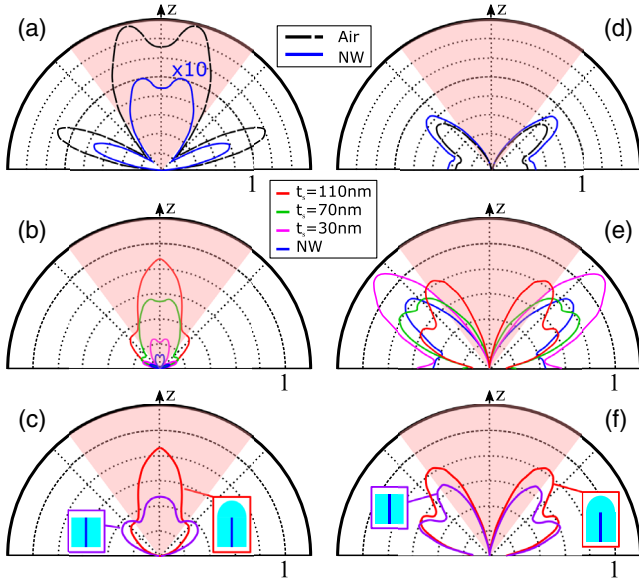 (a)
z
Air
NW
x10
1
(d)
z
1
(b)
z
t_s=110nm
t_s=70nm
t_s=30nm
NW
1
(e)
z
1
(c)
z
1
(f)
z
1